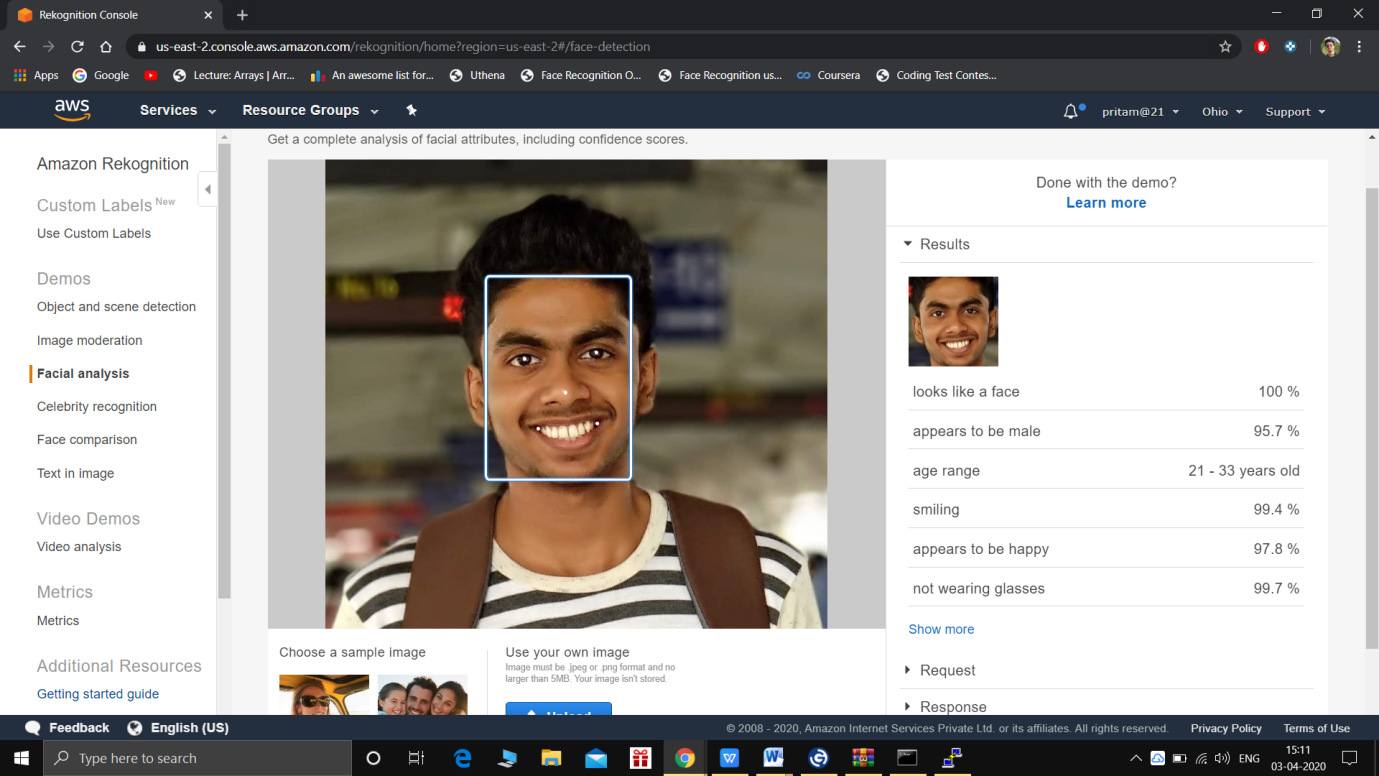 Rekognition Console
us-east-2.console.aws.amazon.com/rekognition/home?region=us-east-2#/face-detection
Apps
Google
Lecture: Arrays | Arr...
An awesome list for...
Uthena
Face Recognition O...
Face Recognition us...
Coursera
Coding Test Contes...
aws
Services
Resource Groups
pritam@21
Ohio
Support
Amazon Rekognition
Custom Labels New
Use Custom Labels
Demos
Object and scene detection
Image moderation
Facial analysis
Celebrity recognition
Face comparison
Text in image
Video Demos
Video analysis
Metrics
Metrics
Additional Resources
Getting started guide
Get a complete analysis of facial attributes, including confidence scores.
Choose a sample image
Use your own image
Image must be .jpeg or .png format and no
larger than 5MB. Your image isn't stored.
Upload
Done with the demo?
Learn more
Results
looks like a face 100 %
appears to be male 95.7 %
age range 21 - 33 years old
smiling 99.4 %
appears to be happy 97.8 %
not wearing glasses 99.7 %
Show more
Request
Response
Feedback
English (US)
© 2008 - 2020, Amazon Internet Services Private Ltd. or its affiliates. All rights reserved.
Privacy Policy
Terms of Use
Type here to search
ENG
15:11
03-04-2020